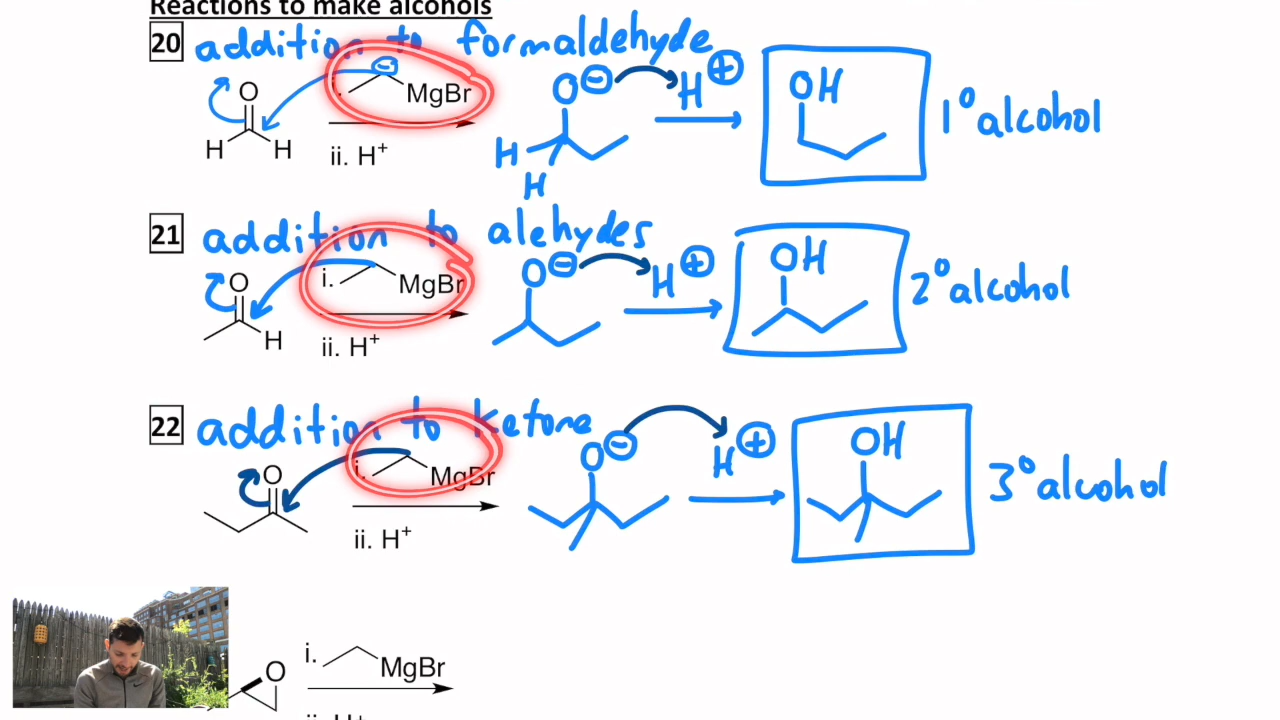 Reactions to make alcohols
20 addition to formaldehyde
O
H H
i. ⊖ MgBr
ii. H+
O⊖ H⊕
H
H
OH
1° alcohol
21 addition to alehydes
O
H
i. MgBr
ii. H+
O⊖ H⊕
OH
2° alcohol
22 addition to ketone
O
i. MgBr
ii. H+
O⊖ H⊕
OH
3° alcohol
O
i. MgBr
ii. H+